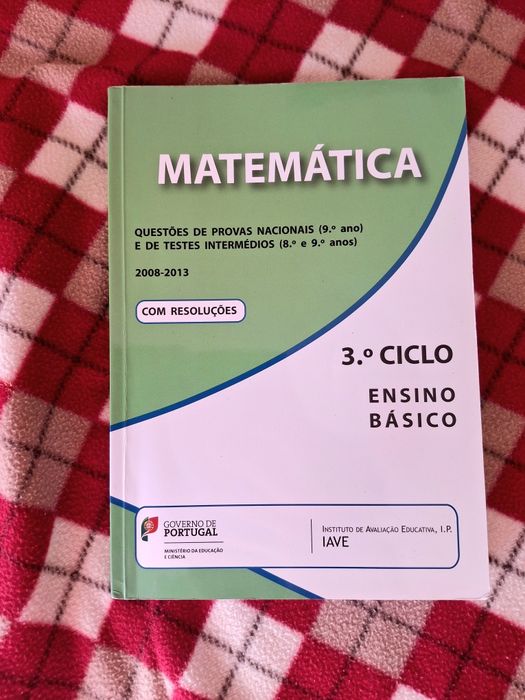 MATEMÁTICA
QUESTÕES DE PROVAS NACIONAIS (9.º ano)
E DE TESTES INTERMÉDIOS (8.º e 9.º anos)
2008-2013
COM RESOLUÇÕES
3.º CICLO
ENSINO
BÁSICO
GOVERNO DE
PORTUGAL
MINISTÉRIO DA EDUCAÇÃO
E CIÊNCIA
INSTITUTO DE AVALIAÇÃO EDUCATIVA, I.P.
IAVE